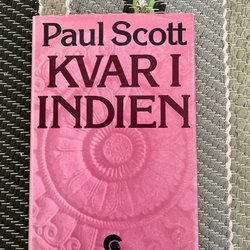 Paul Scott
KVAR I
INDIEN